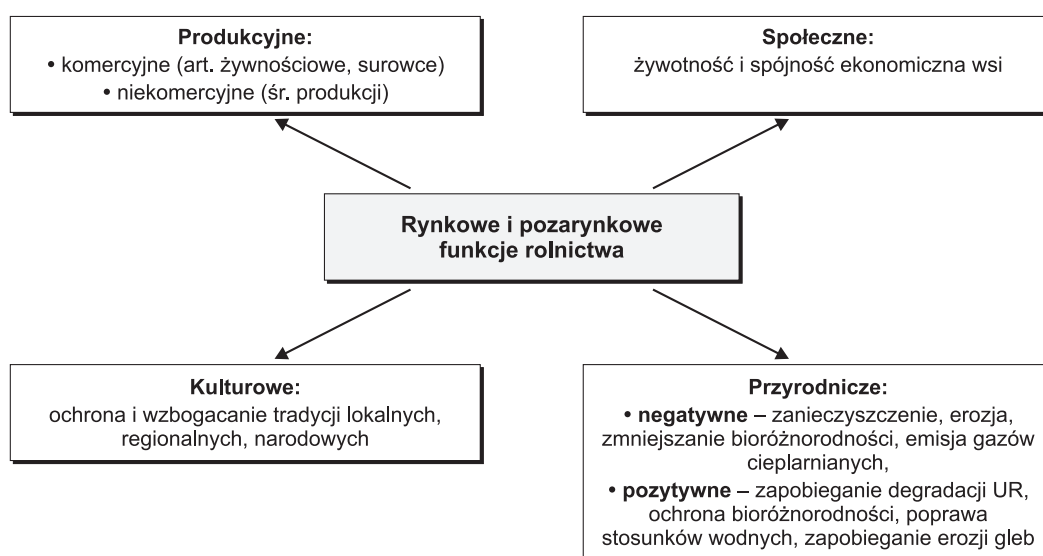 Produkcyjne:
• komercyjne (art. żywnościowe, surowce)
• niekomercyjne (śr. produkcji)
Społeczne:
żywotność i spójność ekonomiczna wsi
Rynkowe i pozarynkowe
funkcje rolnictwa
Kulturowe:
ochrona i wzbogacanie tradycji lokalnych,
regionalnych, narodowych
Przyrodnicze:
• negatywne – zanieczyszczenie, erozja,
zmniejszanie bioróżnorodności, emisja gazów
cieplarnianych,
• pozytywne – zapobieganie degradacji UR,
ochrona bioróżnorodności, poprawa
stosunków wodnych, zapobieganie erozji gleb